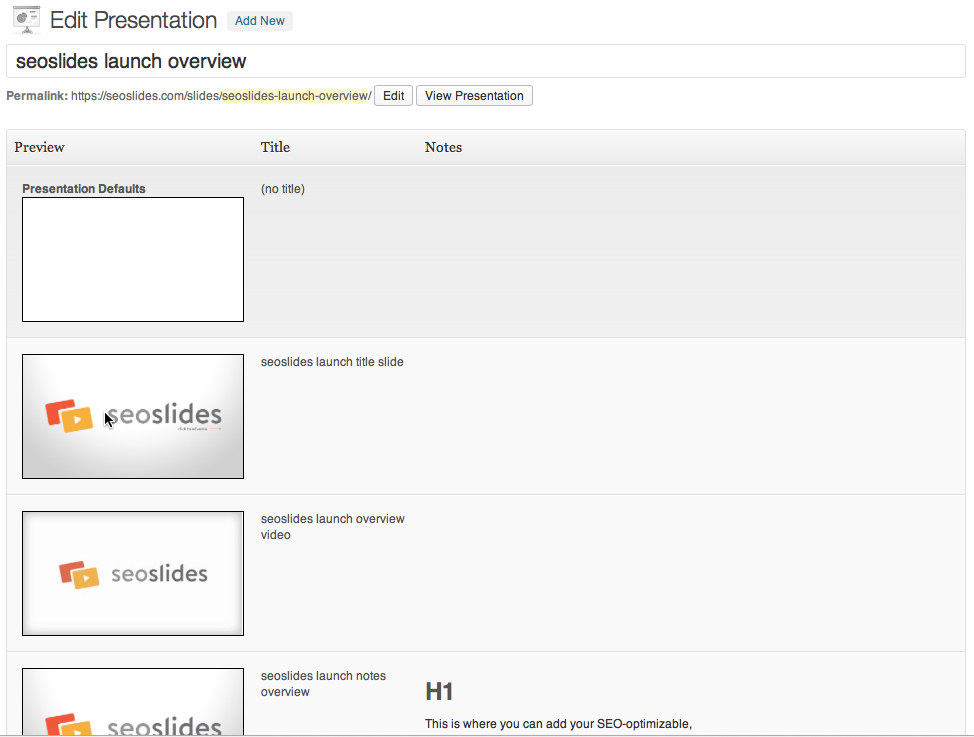 Edit Presentation Add New
seoslides launch overview
Permalink: https://seoslides.com/slides/seoslides-launch-overview/ Edit View Presentation
Preview Title Notes
Presentation Defaults (no title)
seoslides launch title slide
seoslides
seoslides launch overview
video
seoslides
seoslides launch notes
overview
H1
This is where you can add your SEO-optimizable,
seoslides